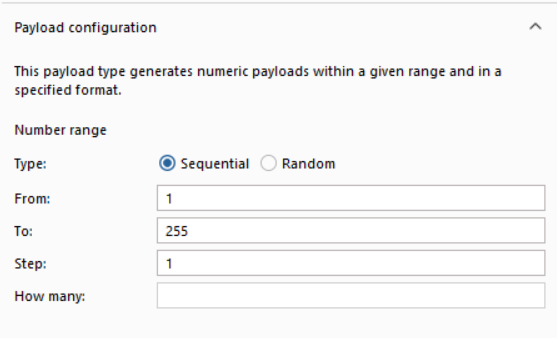 Payload configuration
This payload type generates numeric payloads within a given range and in a
specified format.
Number range
Type: Sequential Random
From: 1
To: 255
Step: 1
How many: